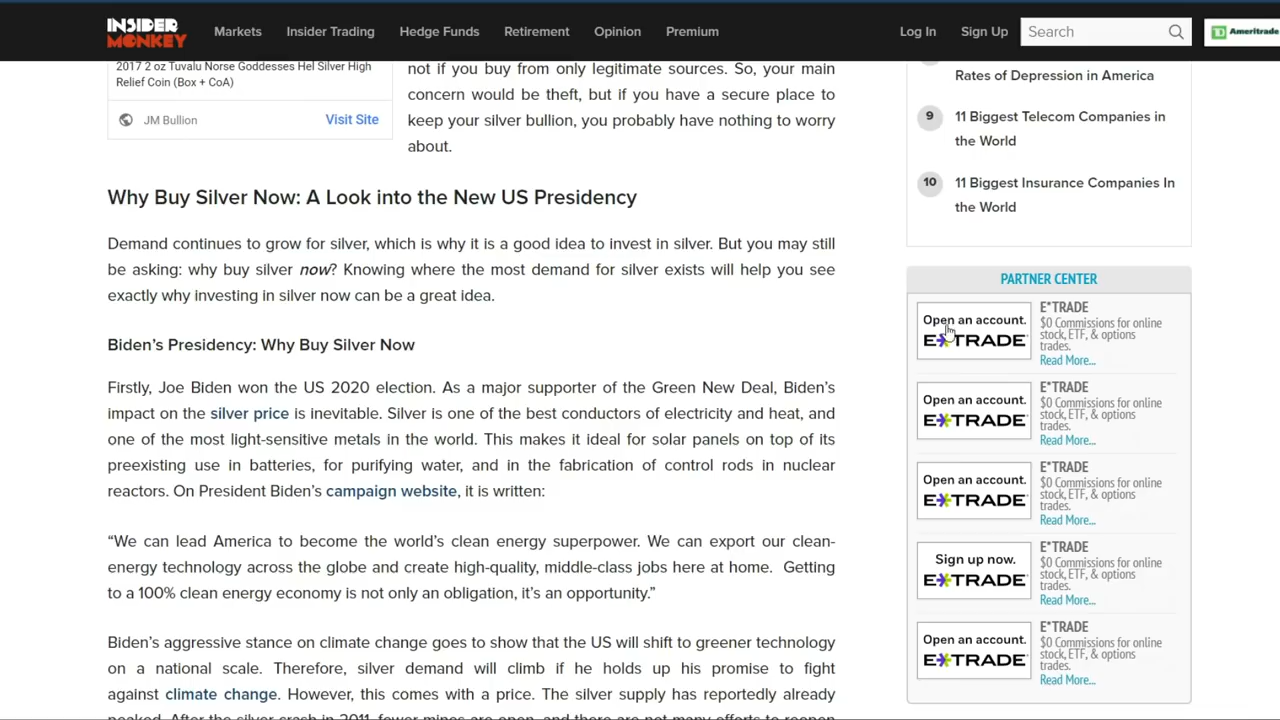 INSIDER
MONKEY
Markets
Insider Trading
Hedge Funds
Retirement
Opinion
Premium
Log In
Sign Up
Search
Ameritrade
2017 2 oz Tuvalu Norse Goddesses Hel Silver High
Relief Coin (Box + CoA)
JM Bullion
Visit Site
not if you buy from only legitimate sources. So, your main
concern would be theft, but if you have a secure place to
keep your silver bullion, you probably have nothing to worry
about.
Why Buy Silver Now: A Look into the New US Presidency
Demand continues to grow for silver, which is why it is a good idea to invest in silver. But you may still
be asking: why buy silver now? Knowing where the most demand for silver exists will help you see
exactly why investing in silver now can be a great idea.
Biden’s Presidency: Why Buy Silver Now
Firstly, Joe Biden won the US 2020 election. As a major supporter of the Green New Deal, Biden’s
impact on the silver price is inevitable. Silver is one of the best conductors of electricity and heat, and
one of the most light-sensitive metals in the world. This makes it ideal for solar panels on top of its
preexisting use in batteries, for purifying water, and in the fabrication of control rods in nuclear
reactors. On President Biden’s campaign website, it is written:
“We can lead America to become the world’s clean energy superpower. We can export our clean-
energy technology across the globe and create high-quality, middle-class jobs here at home. Getting
to a 100% clean energy economy is not only an obligation, it’s an opportunity.”
Biden’s aggressive stance on climate change goes to show that the US will shift to greener technology
on a national scale. Therefore, silver demand will climb if he holds up his promise to fight
against climate change. However, this comes with a price. The silver supply has reportedly already
peaked. After the silver crash in 2011, fewer mines are open, and there are not many efforts to reopen
Rates of Depression in America
9
11 Biggest Telecom Companies in
the World
10
11 Biggest Insurance Companies In
the World
PARTNER CENTER
Open an account.
E*TRADE
E*TRADE
$0 Commissions for online
stock, ETF, & options
trades.
Read More...
Open an account.
E*TRADE
E*TRADE
$0 Commissions for online
stock, ETF, & options
trades.
Read More...
Open an account.
E*TRADE
E*TRADE
$0 Commissions for online
stock, ETF, & options
trades.
Read More...
Sign up now.
E*TRADE
E*TRADE
$0 Commissions for online
stock, ETF, & options
trades.
Read More...
Open an account.
E*TRADE
E*TRADE
$0 Commissions for online
stock, ETF, & options
trades.
Read More...